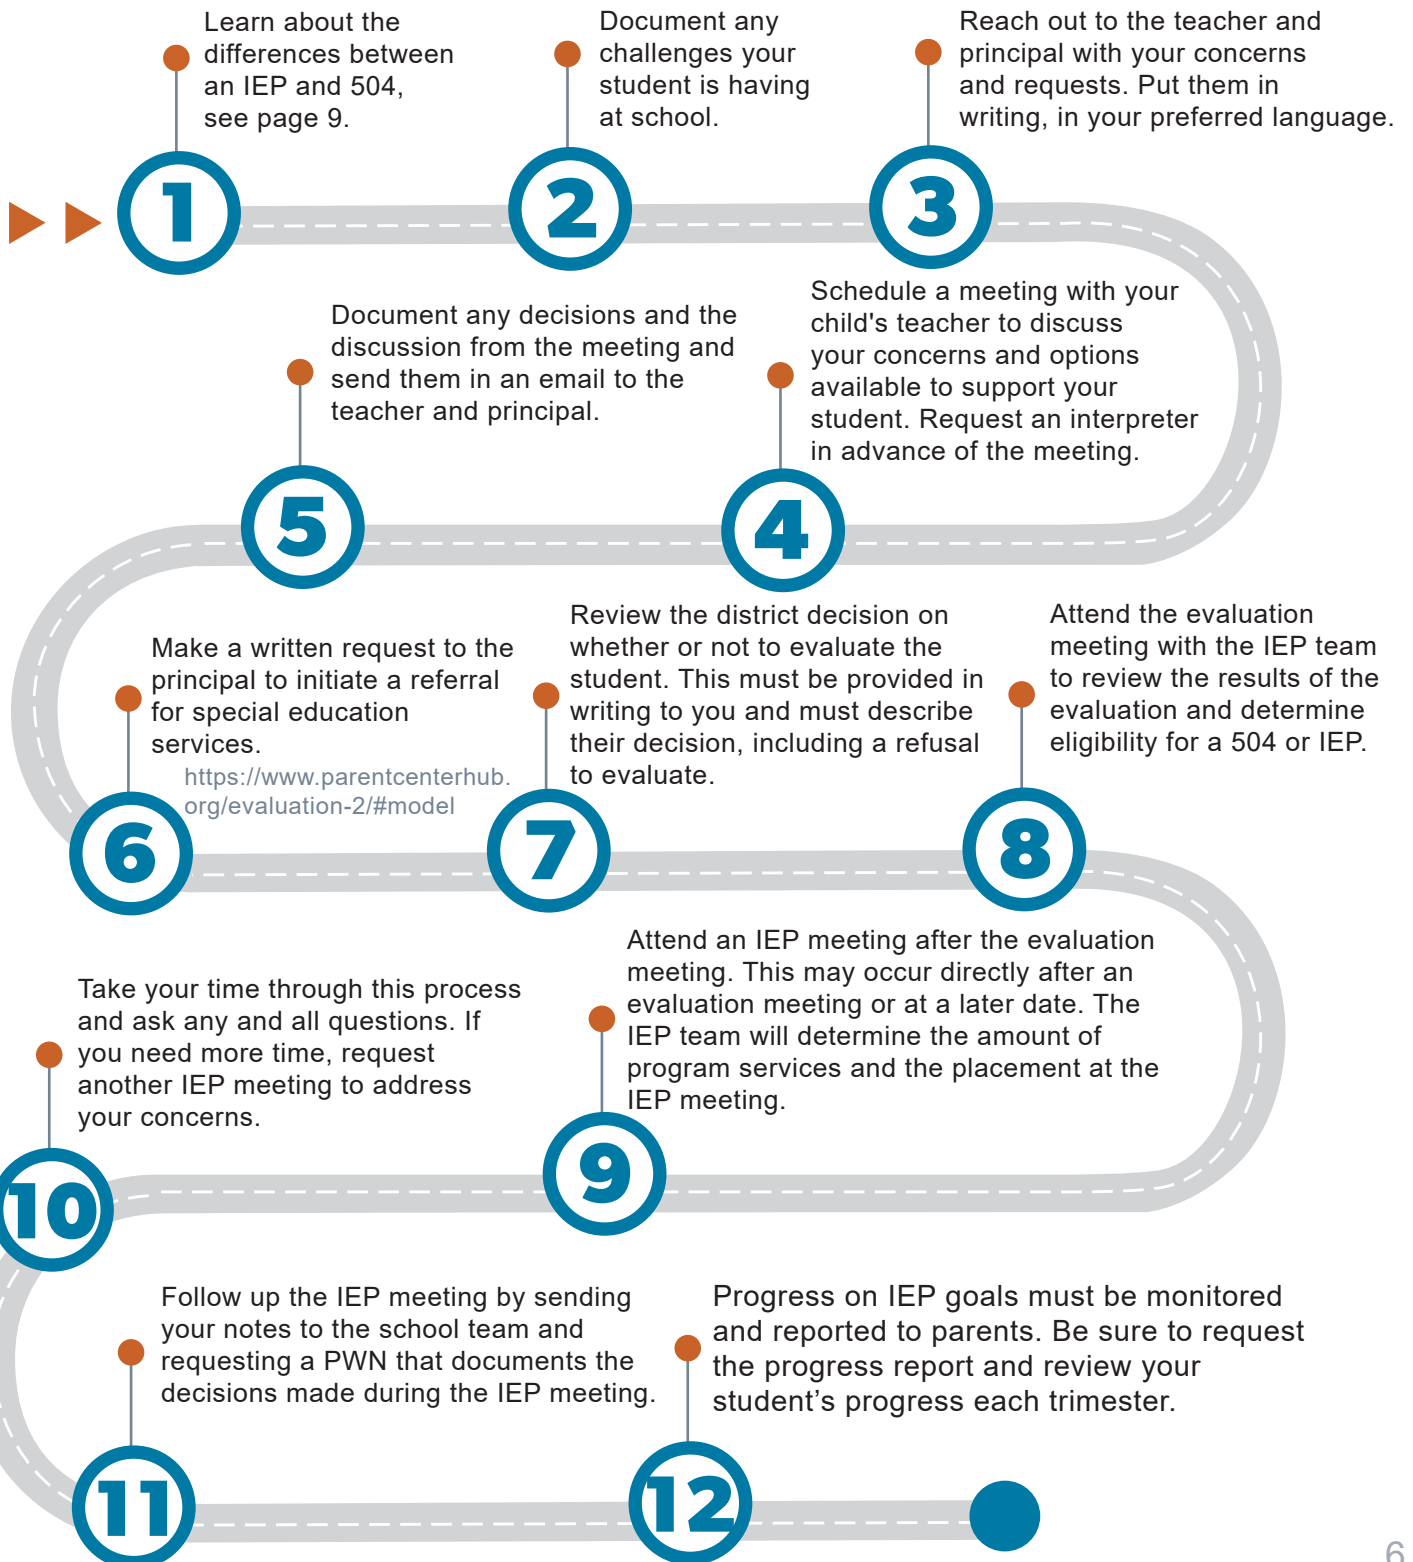 Learn about the
differences between
an IEP and 504,
see page 9.
1
Document any
challenges your
student is having
at school.
2
Reach out to the teacher and
principal with your concerns
and requests. Put them in
writing, in your preferred language.
3
Schedule a meeting with your
child's teacher to discuss
your concerns and options
available to support your
student. Request an interpreter
in advance of the meeting.
4
Document any decisions and the
discussion from the meeting and
send them in an email to the
teacher and principal.
5
Make a written request to the
principal to initiate a referral
for special education
services.
https://www.parentcenterhub.
org/evaluation-2/#model
6
Review the district decision on
whether or not to evaluate the
student. This must be provided in
writing to you and must describe
their decision, including a refusal
to evaluate.
7
Attend the evaluation
meeting with the IEP team
to review the results of the
evaluation and determine
eligibility for a 504 or IEP.
8
Attend an IEP meeting after the evaluation
meeting. This may occur directly after an
evaluation meeting or at a later date. The
IEP team will determine the amount of
program services and the placement at the
IEP meeting.
9
Take your time through this process
and ask any and all questions. If
you need more time, request
another IEP meeting to address
your concerns.
10
Follow up the IEP meeting by sending
your notes to the school team and
requesting a PWN that documents the
decisions made during the IEP meeting.
11
Progress on IEP goals must be monitored
and reported to parents. Be sure to request
the progress report and review your
student’s progress each trimester.
12
6